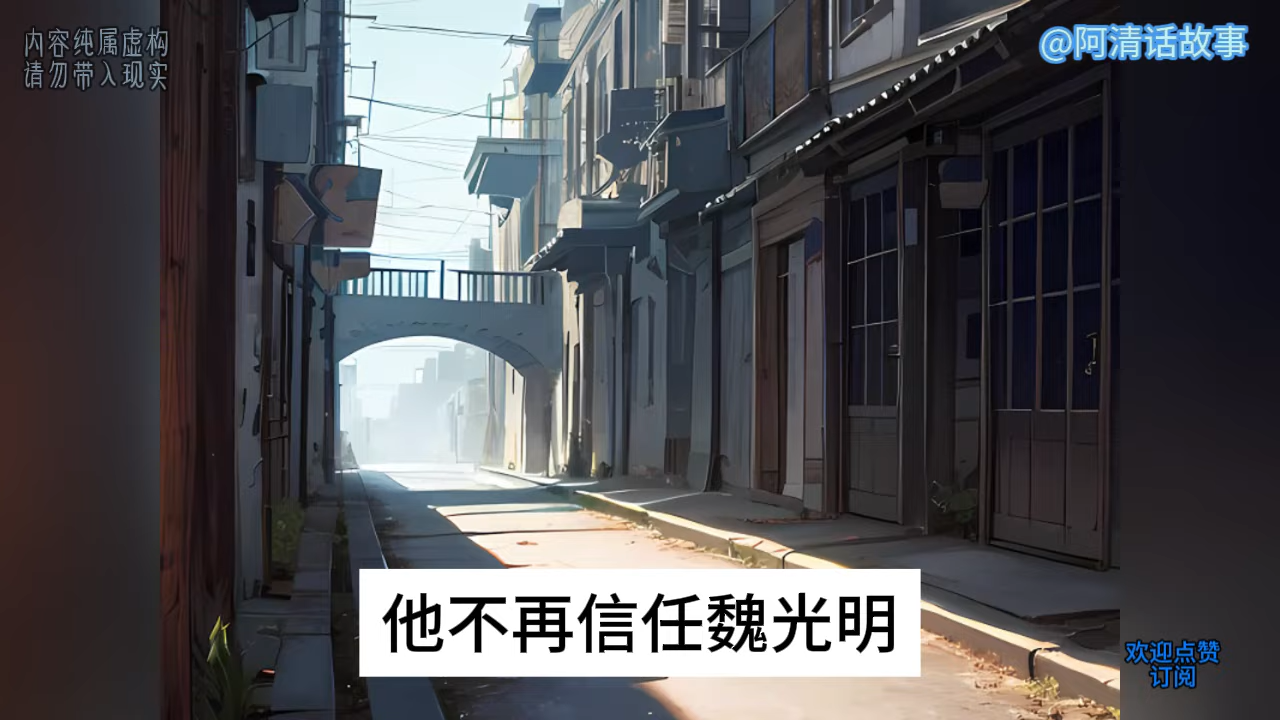 内容纯属虚构
请勿带入现实
@阿清话故事
他不再信任魏光明
欢迎点赞
订阅